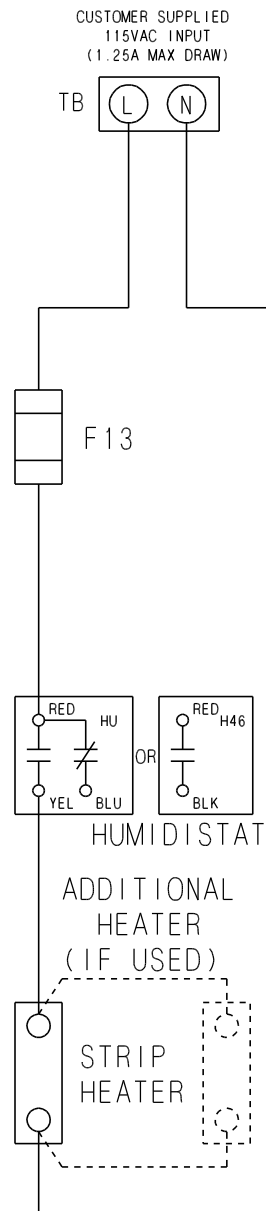 CUSTOMER SUPPLIED
115VAC INPUT
(1.25A MAX DRAW)
TB L N
F13
RED HU
OR
RED H46
YEL BLU
BLK
HUMIDISTAT
ADDITIONAL
HEATER
(IF USED)
STRIP
HEATER